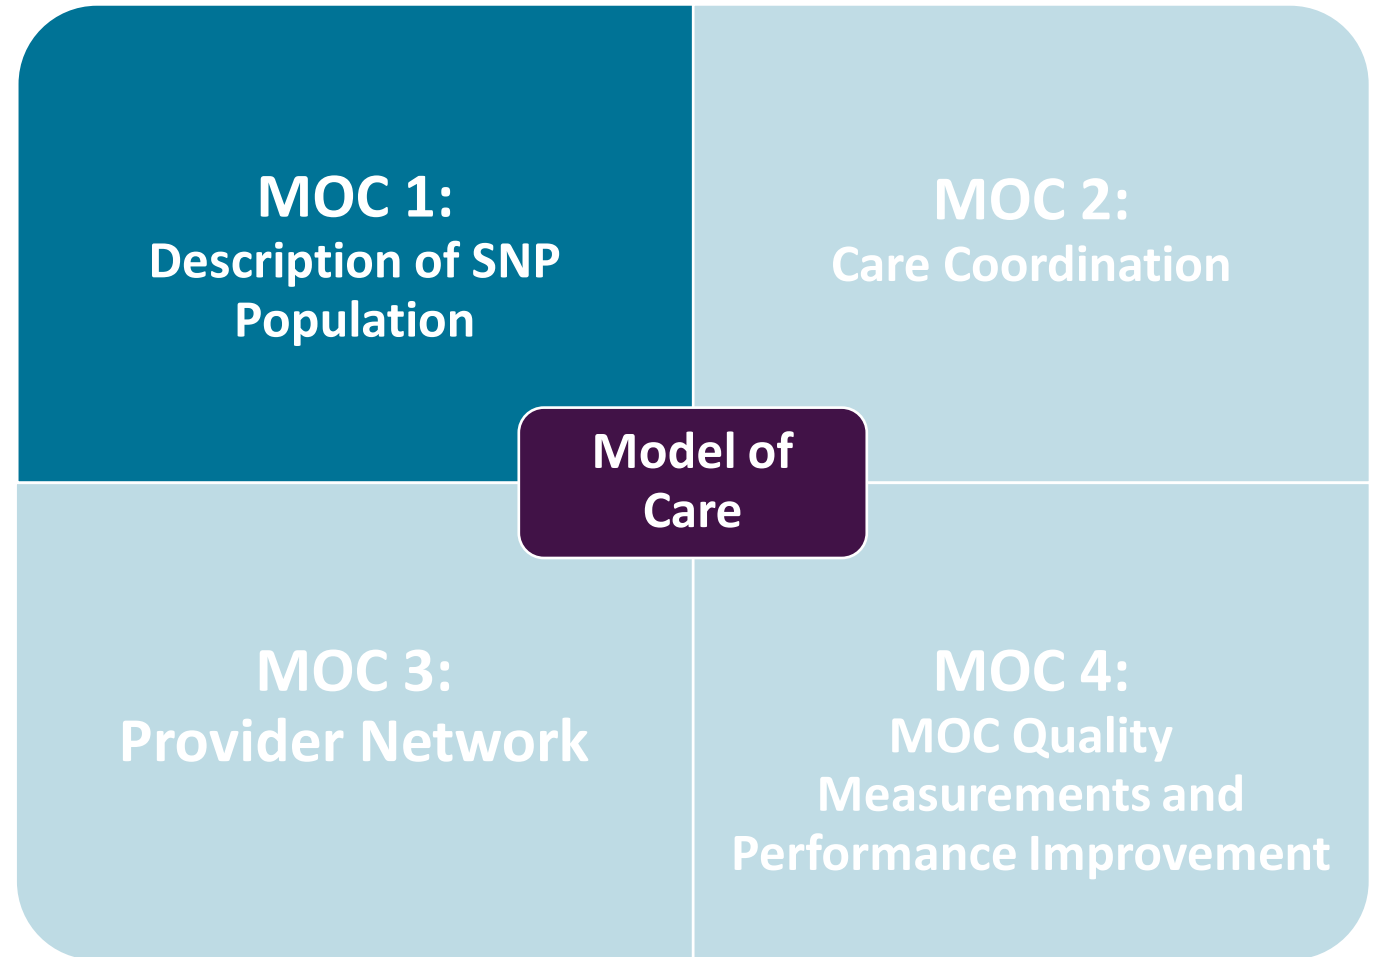 MOC 1:
Description of SNP
Population
MOC 2:
Care Coordination
Model of
Care
MOC 3:
Provider Network
MOC 4:
MOC Quality
Measurements and
Performance Improvement